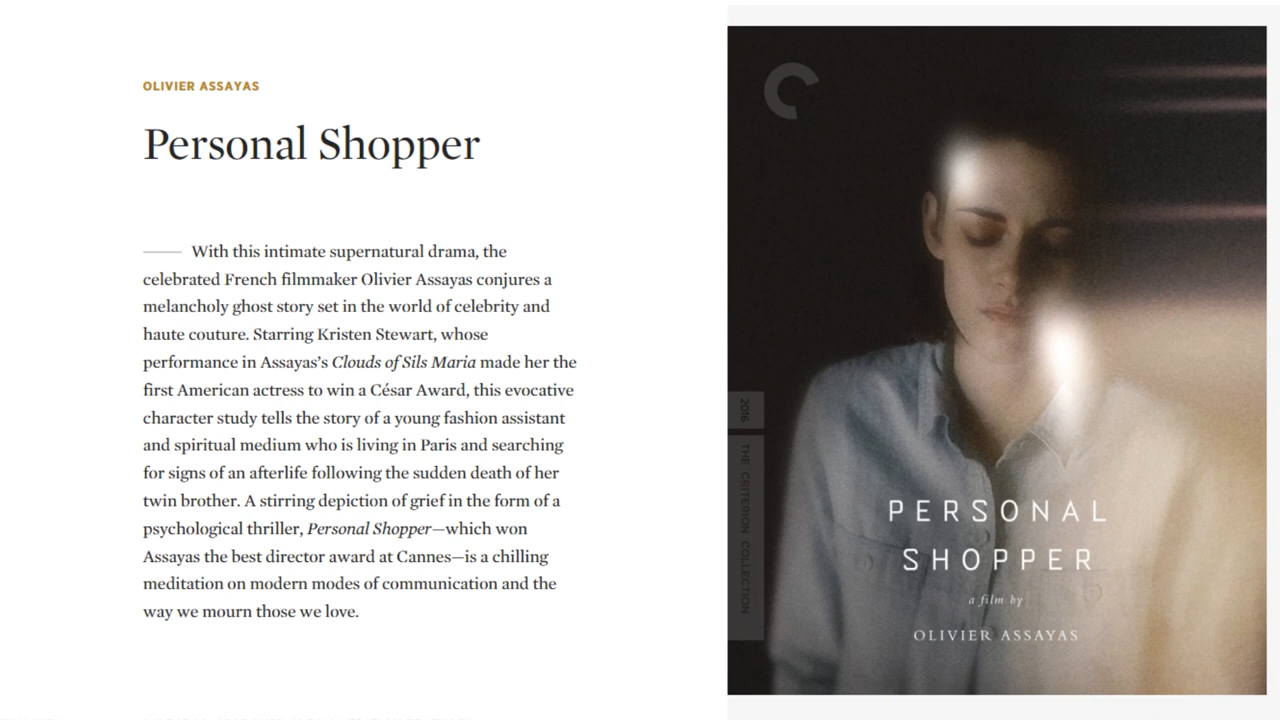 OLIVIER ASSAYAS
Personal Shopper
With this intimate supernatural drama, the
celebrated French filmmaker Olivier Assayas conjures a
melancholy ghost story set in the world of celebrity and
haute couture. Starring Kristen Stewart, whose
performance in Assayas’s Clouds of Sils Maria made her the
first American actress to win a César Award, this evocative
character study tells the story of a young fashion assistant
and spiritual medium who is living in Paris and searching
for signs of an afterlife following the sudden death of her
twin brother. A stirring depiction of grief in the form of a
psychological thriller, Personal Shopper—which won
Assayas the best director award at Cannes—is a chilling
meditation on modern modes of communication and the
way we mourn those we love.
2016
THE CRITERION COLLECTION
PERSONAL
SHOPPER
a film by
OLIVIER ASSAYAS